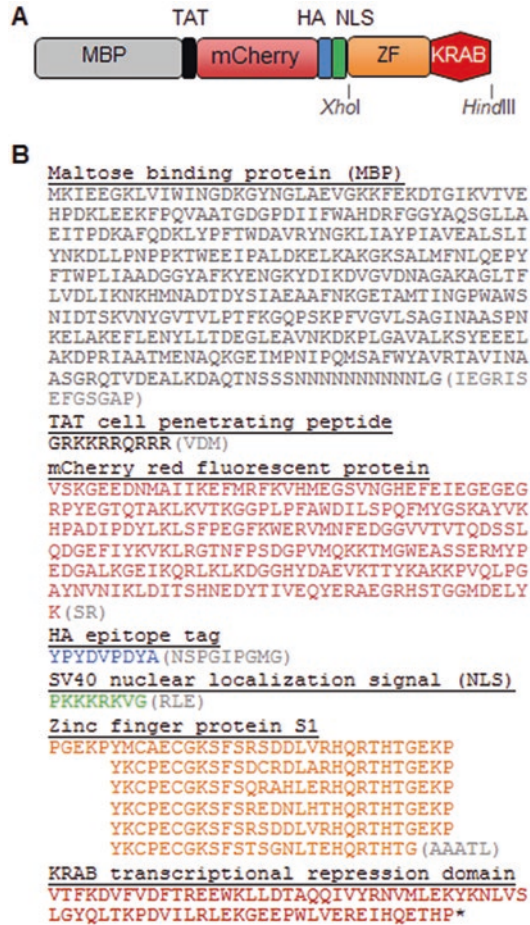 A
TAT
HA
NLS
MBP
mCherry
ZF
KRAB
XhoI
HindIII
B
Maltose binding protein (MBP)
MKIEEGKLVIWINGDKGYNGLAEVGKKFEKDTGIKVTVE
HPDKLEEKFPQVAATGDGPDIIFWAHDRFGGYAQSGLLA
EITPDKAFQDKLYPFTWDAVRYNGKLIAYPIAVEALSLI
YNKDLLPNPPKTWEEIPALDKELKAKGKSALMFNLQEPY
FTWPLIAADGGYAFKYENGKYDIKDVGVDNAGAKAGLTF
LVDLIKNKHMNADTDYSIAEAAFNKGETAMTINGPWAWS
NIDTSKVNYGVTVLPTFKGQPSKPFVGVLSAGINAASPN
KELAKEFLENYLLTDEGLEAVNKDKPLGAVALKSYEEEL
AKDPRIAATMENAQKGEIMPNIPQMSAFWYAVRTAVINA
ASGRQTVDEALKDAQTNSSSNNNNNNNNNNLG(IEGRIS
EFGSGAP)
TAT cell penetrating peptide
GRKKRRQRRR(VDM)
mCherry red fluorescent protein
VSKGEEDNMAIIKEFMRFKVHMEGSVNGHEFEIEGEGEG
RPYEGTQTAKLKVTKGGPLPFAWDILSPQFMYGSKAYVK
HPADIPDYLKLSFPEGFKWERVMNFEDGGVVTVTQDSSL
QDGEFIYKVKLRGTNFPSDGPVMQKKTMGWEASSERMYP
EDGALKGEIKQRLKLKDGGHYDAEVKTTYKAKKPVQLPG
AYNVNIKLDITSHNEDYTIVEQYERAEGRHSTGGMDELY
K(SR)
HA epitope tag
YPYDVPDYA(NSPGIPGMG)
SV40 nuclear localization signal (NLS)
PKKKRKVG(RLE)
Zinc finger protein S1
PGEKPYMCAECGKSFSRSDDLVRHQRTHTGEKP
YKCPECGKSFSDCRDLARHQRTHTGEKP
YKCPECGKSFSQRAHLERHQRTHTGEKP
YKCPECGKSFSREDNLHTHQRTHTGEKP
YKCPECGKSFSRSDDLVRHQRTHTGEKP
YKCPECGKSFSTSGNLTEHQRTHTG(AAATL)
KRAB transcriptional repression domain
VTFKDVFVDFTREEWKLLDTAQQIVYRNVMLEKYKNLVS
LGYQLTKPDVILRLEKGEEPWLVEREIHQETHP*